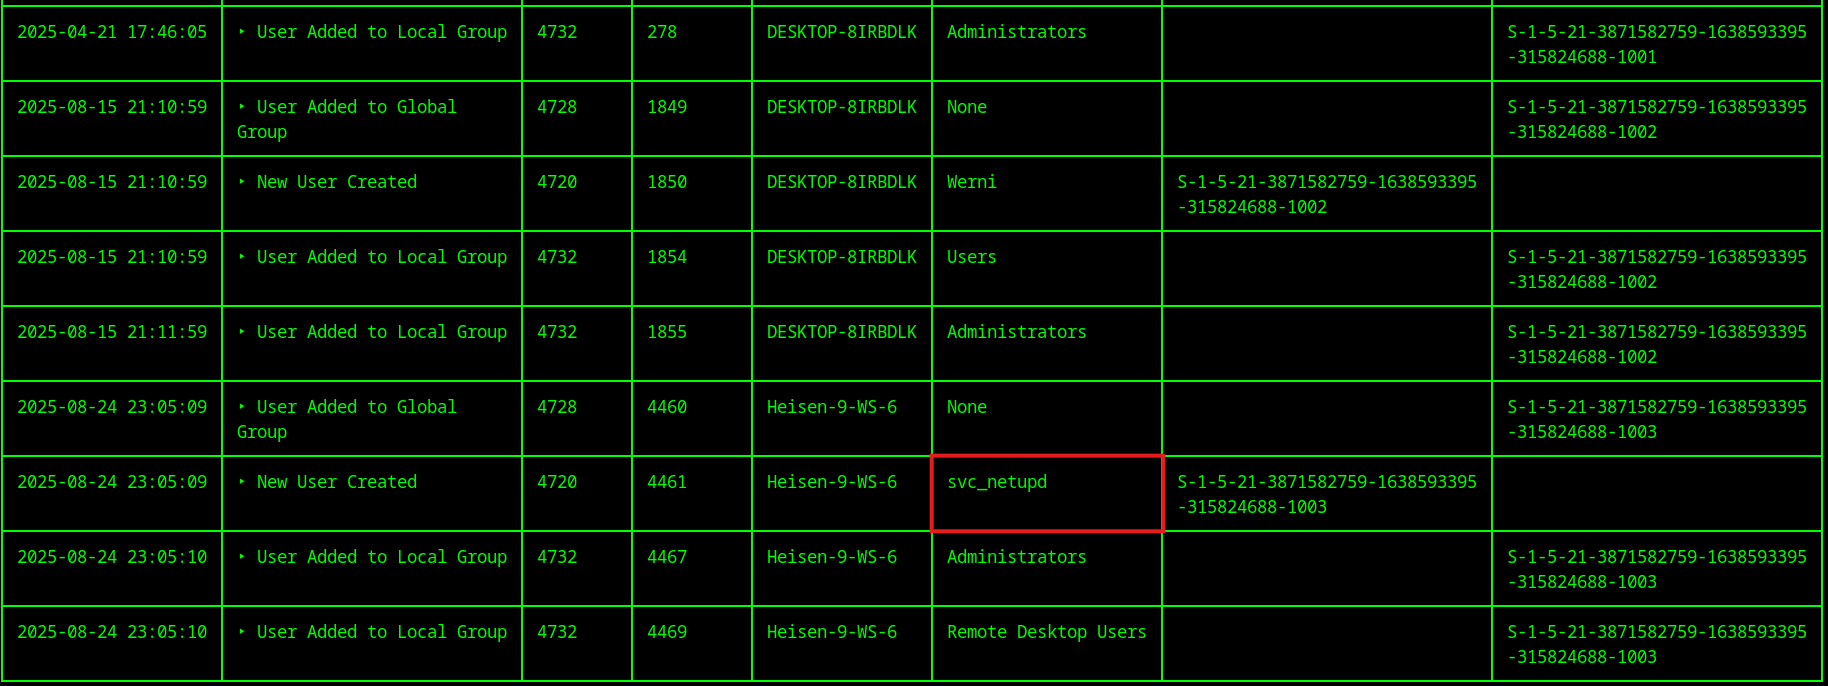 2025-04-21 17:46:05 ‣ User Added to Local Group 4732 278 DESKTOP-8IRBDLK Administrators S-1-5-21-3871582759-1638593395
-315824688-1001
2025-08-15 21:10:59 ‣ User Added to Global 4728 1849 DESKTOP-8IRBDLK None S-1-5-21-3871582759-1638593395
Group -315824688-1002
2025-08-15 21:10:59 ‣ New User Created 4720 1850 DESKTOP-8IRBDLK Werni S-1-5-21-3871582759-1638593395
-315824688-1002
2025-08-15 21:10:59 ‣ User Added to Local Group 4732 1854 DESKTOP-8IRBDLK Users S-1-5-21-3871582759-1638593395
-315824688-1002
2025-08-15 21:11:59 ‣ User Added to Local Group 4732 1855 DESKTOP-8IRBDLK Administrators S-1-5-21-3871582759-1638593395
-315824688-1002
2025-08-24 23:05:09 ‣ User Added to Global 4728 4460 Heisen-9-WS-6 None S-1-5-21-3871582759-1638593395
Group -315824688-1003
2025-08-24 23:05:09 ‣ New User Created 4720 4461 Heisen-9-WS-6 svc_netupd S-1-5-21-3871582759-1638593395
-315824688-1003
2025-08-24 23:05:10 ‣ User Added to Local Group 4732 4467 Heisen-9-WS-6 Administrators S-1-5-21-3871582759-1638593395
-315824688-1003
2025-08-24 23:05:10 ‣ User Added to Local Group 4732 4469 Heisen-9-WS-6 Remote Desktop Users S-1-5-21-3871582759-1638593395
-315824688-1003